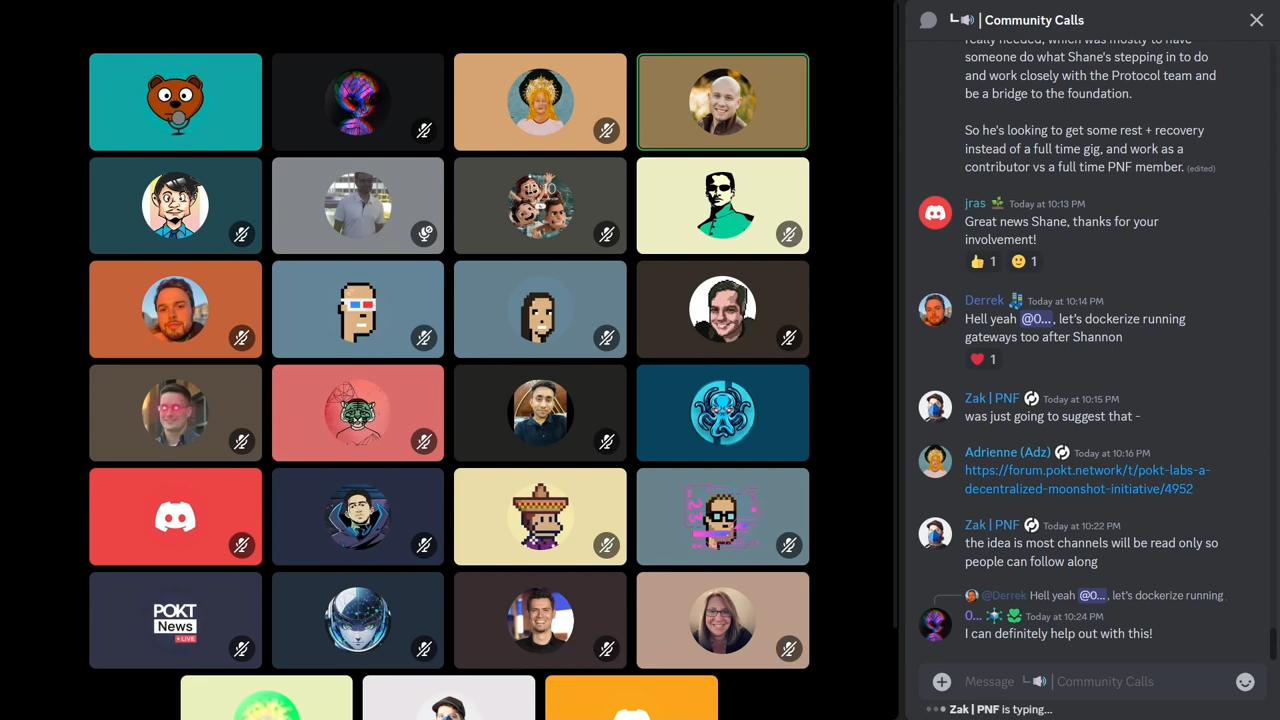 Community Calls
really needed, which was mostly to have
someone do what Shane's stepping in to do
and work closely with the Protocol team and
be a bridge to the foundation.
So he's looking to get some rest + recovery
instead of a full time gig, and work as a
contributor vs a full time PNF member. (edited)
jras Today at 10:13 PM
Great news Shane, thanks for your
involvement!
👍 1 🙂 1
Derrek Today at 10:14 PM
Hell yeah @0..., let's dockerize running
gateways too after Shannon
❤️ 1
Zak | PNF Today at 10:15 PM
was just going to suggest that -
Adrienne (Adz) Today at 10:16 PM
https://forum.pokt.network/t/pokt-labs-a-
decentralized-moonshot-initiative/4952
Zak | PNF Today at 10:22 PM
the idea is most channels will be read only so
people can follow along
@Derrek Hell yeah @0..., let's dockerize running
0... Today at 10:24 PM
I can definitely help out with this!
Message Community Calls
Zak | PNF is typing...
POKT
News
LIVE